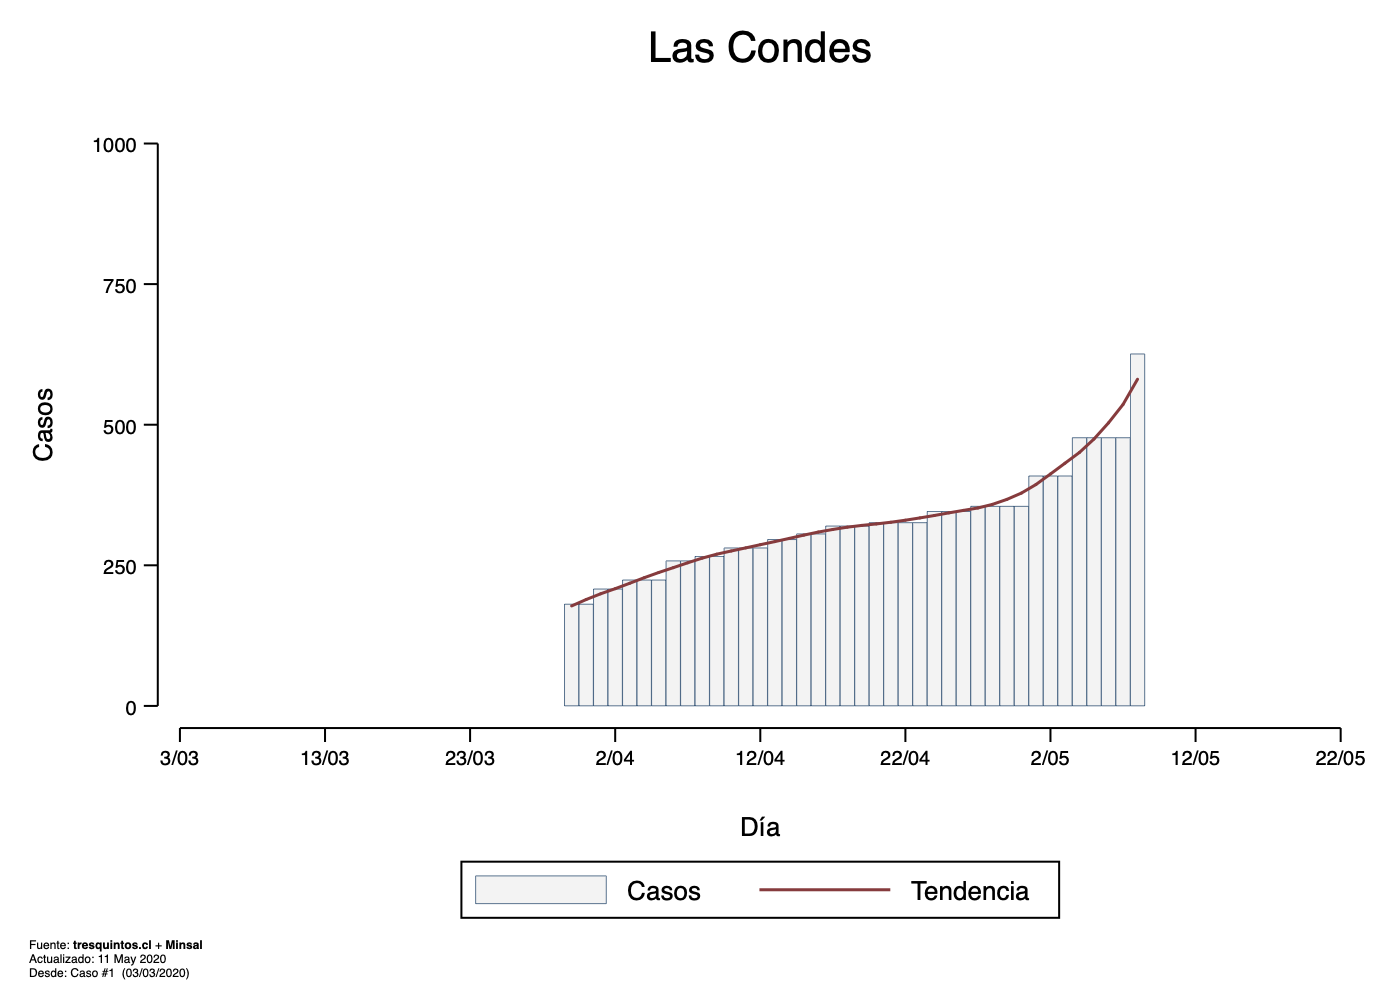 Las Condes
1000
750
500
250
0
Casos
3/03 13/03 23/03 2/04 12/04 22/04 2/05 12/05 22/05
Día
Casos Tendencia
Fuente: tresquintos.cl + Minsal
Actualizado: 11 May 2020
Desde: Caso #1 (03/03/2020)